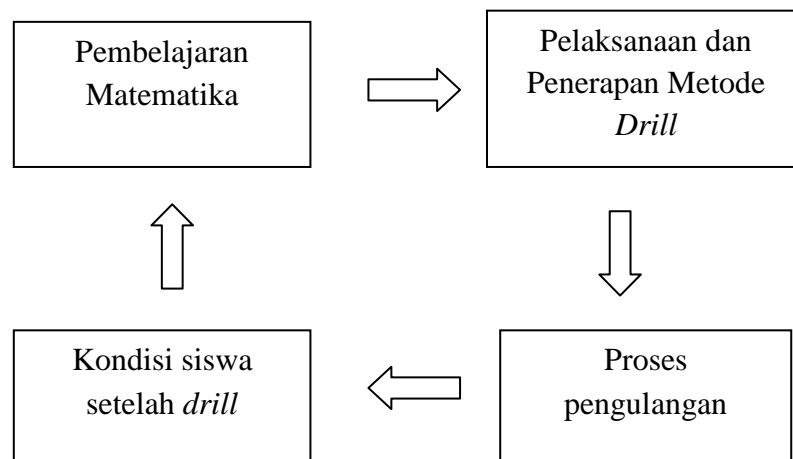 Pembelajaran
Matematika
Pelaksanaan dan
Penerapan Metode
Drill
Kondisi siswa
setelah drill
Proses
pengulangan